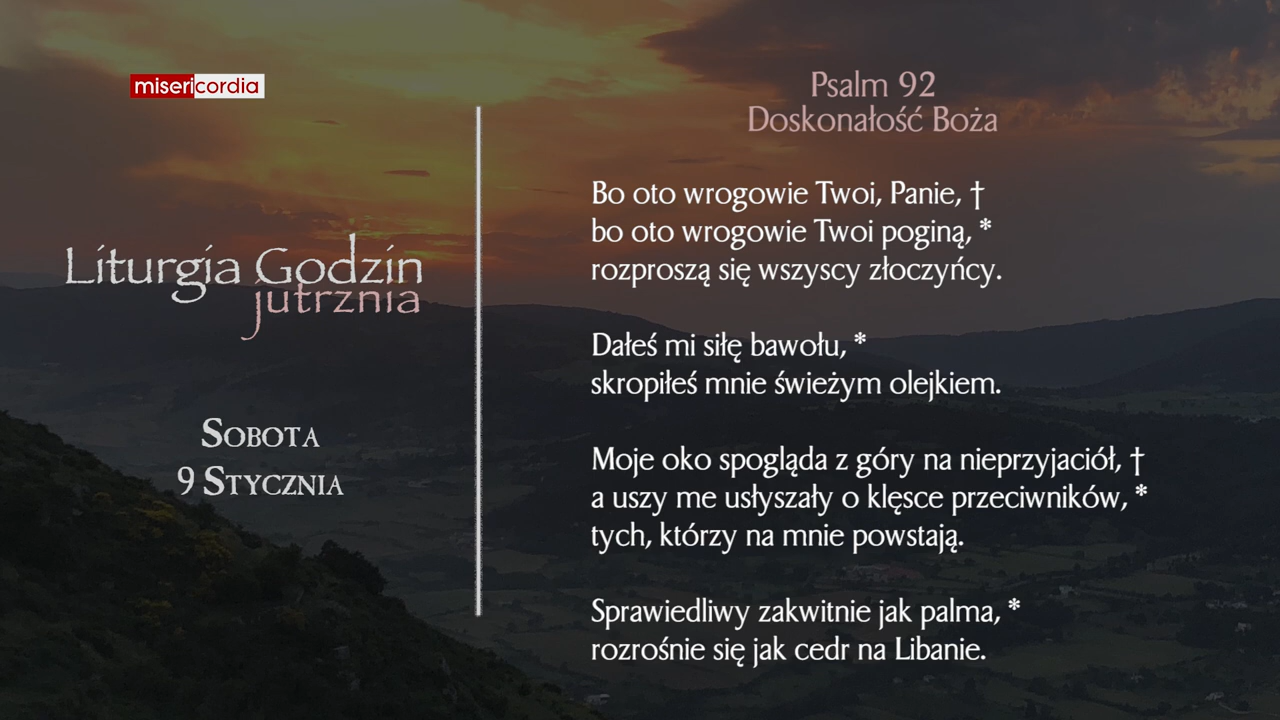 misericordia
Liturgia Godzin
jutrznia
Sobota
9 Stycznia
Psalm 92
Doskonałość Boża
Bo oto wrogowie Twoi, Panie, †
bo oto wrogowie Twoi poginą, *
rozproszą się wszyscy złoczyńcy.
Dałeś mi siłę bawołu, *
skropiłeś mnie świeżym olejkiem.
Moje oko spogląda z góry na nieprzyjaciół, †
a uszy me usłyszały o klęsce przeciwników, *
tych, którzy na mnie powstają.
Sprawiedliwy zakwitnie jak palma, *
rozrośnie się jak cedr na Libanie.